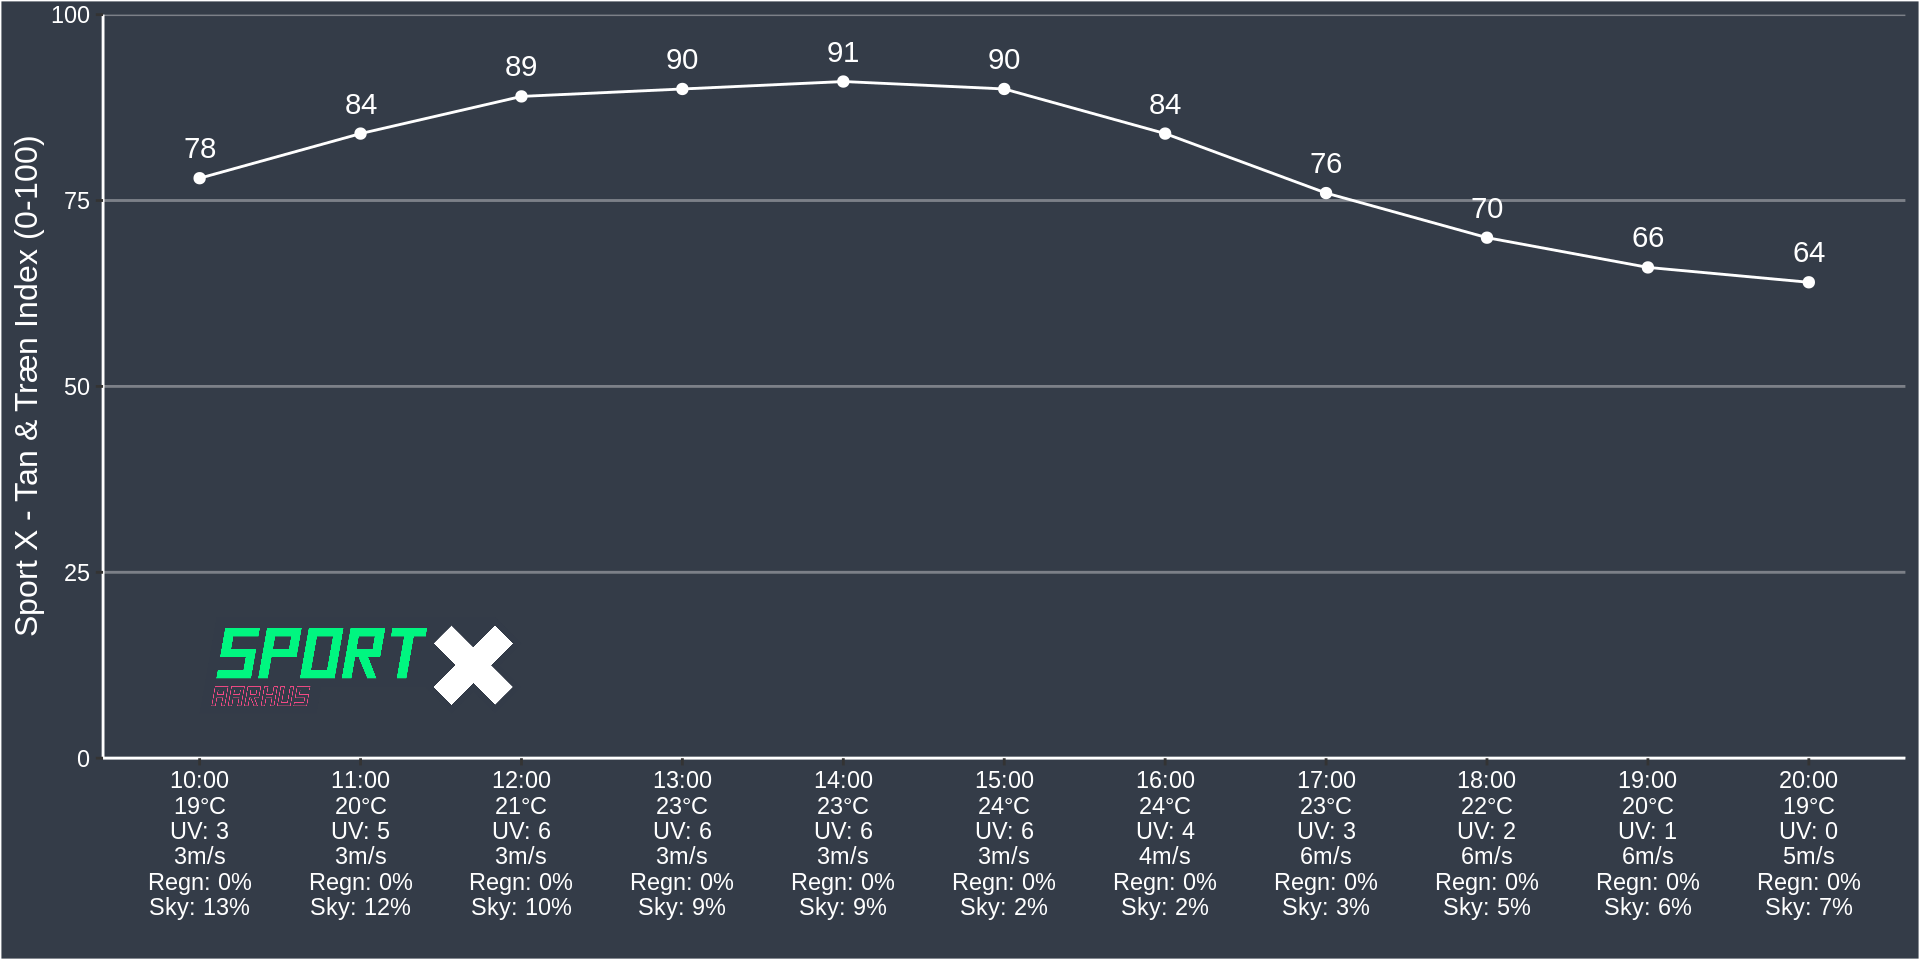 Sport X - Tan & Træn Index (0-100)
100
75
50
25
0
78
84
89
90
91
90
84
76
70
66
64
SPORT X
AARHUS
10:00 11:00 12:00 13:00 14:00 15:00 16:00 17:00 18:00 19:00 20:00
19°C 20°C 21°C 23°C 23°C 24°C 24°C 23°C 22°C 20°C 19°C
UV: 3 UV: 5 UV: 6 UV: 6 UV: 6 UV: 6 UV: 4 UV: 3 UV: 2 UV: 1 UV: 0
3m/s 3m/s 3m/s 3m/s 3m/s 3m/s 4m/s 6m/s 6m/s 6m/s 5m/s
Regn: 0% Regn: 0% Regn: 0% Regn: 0% Regn: 0% Regn: 0% Regn: 0% Regn: 0% Regn: 0% Regn: 0% Regn: 0%
Sky: 13% Sky: 12% Sky: 10% Sky: 9% Sky: 9% Sky: 2% Sky: 2% Sky: 3% Sky: 5% Sky: 6% Sky: 7%